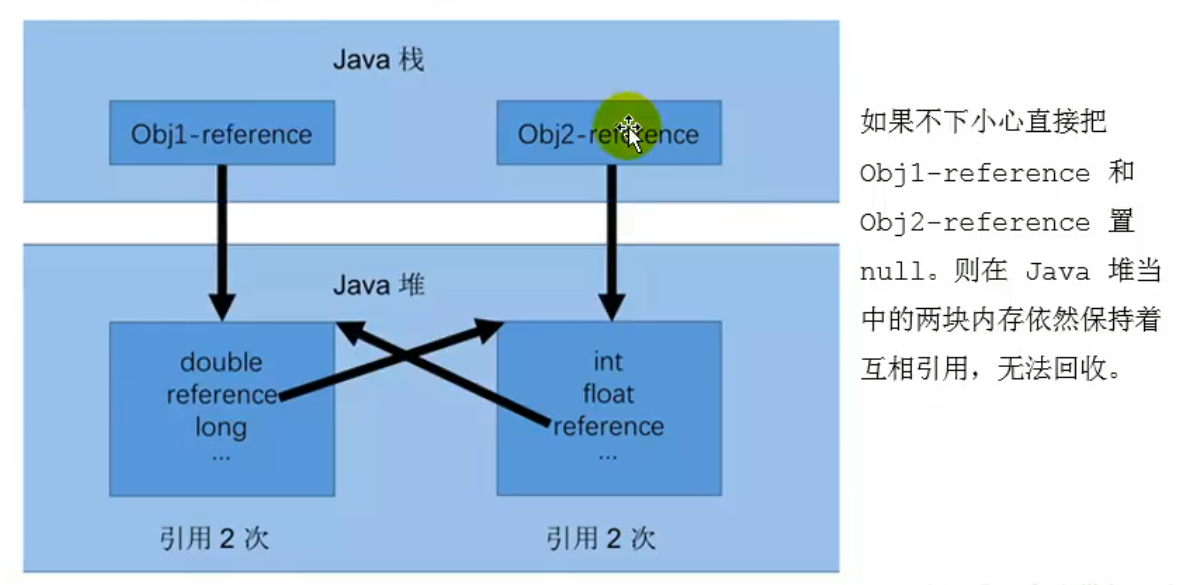 Java 栈
Obj1-reference
Obj2-reference
Java 堆
double
reference
long
...
int
float
reference
...
引用 2 次
引用 2 次
如果不下小心直接把
Obj1-reference 和
Obj2-reference 置
null。则在 Java 堆当
中的两块内存依然保持着
互相引用，无法回收。